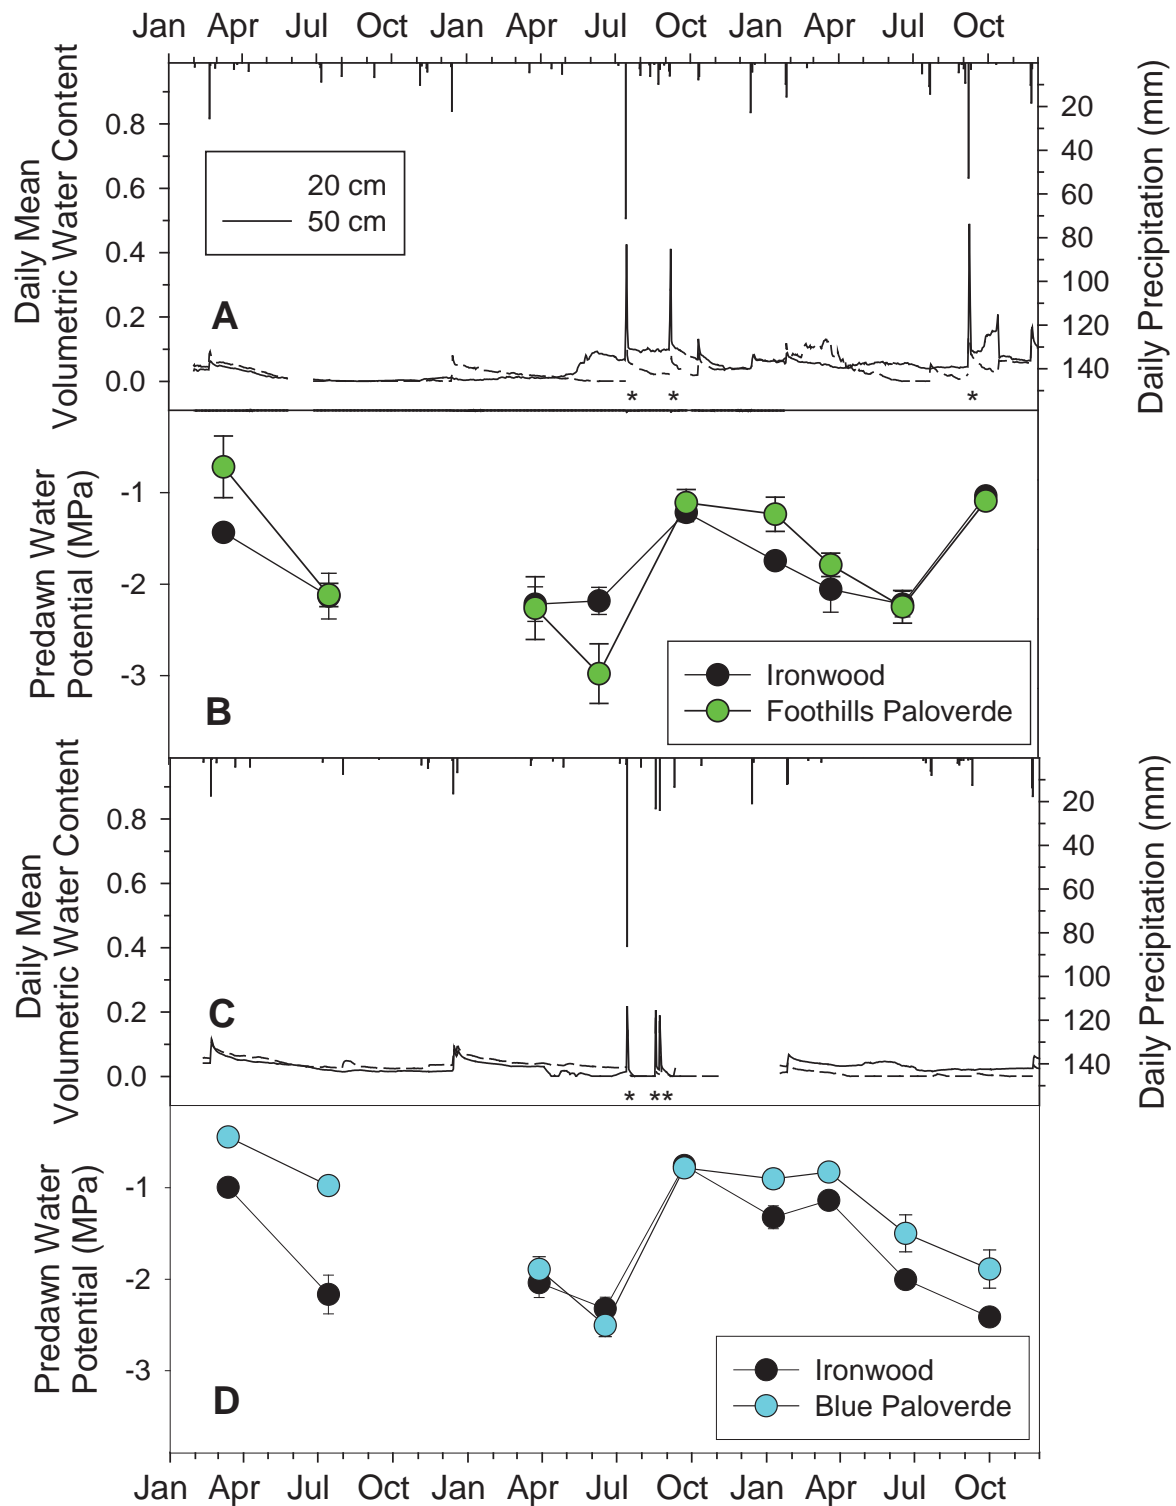 Jan Apr Jul Oct Jan Apr Jul Oct Jan Apr Jul Oct
Daily Mean
Volumetric Water Content
0.8
0.6
0.4
0.2
0.0
20 cm
50 cm
A
* * *
20
40
60
80
100
120
140
Daily Precipitation (mm)
Predawn Water
Potential (MPa)
-1
-2
-3
B
Ironwood
Foothills Paloverde
Daily Mean
Volumetric Water Content
0.8
0.6
0.4
0.2
0.0
C
* **
20
40
60
80
100
120
140
Daily Precipitation (mm)
Predawn Water
Potential (MPa)
-1
-2
-3
D
Ironwood
Blue Paloverde
Jan Apr Jul Oct Jan Apr Jul Oct Jan Apr Jul Oct